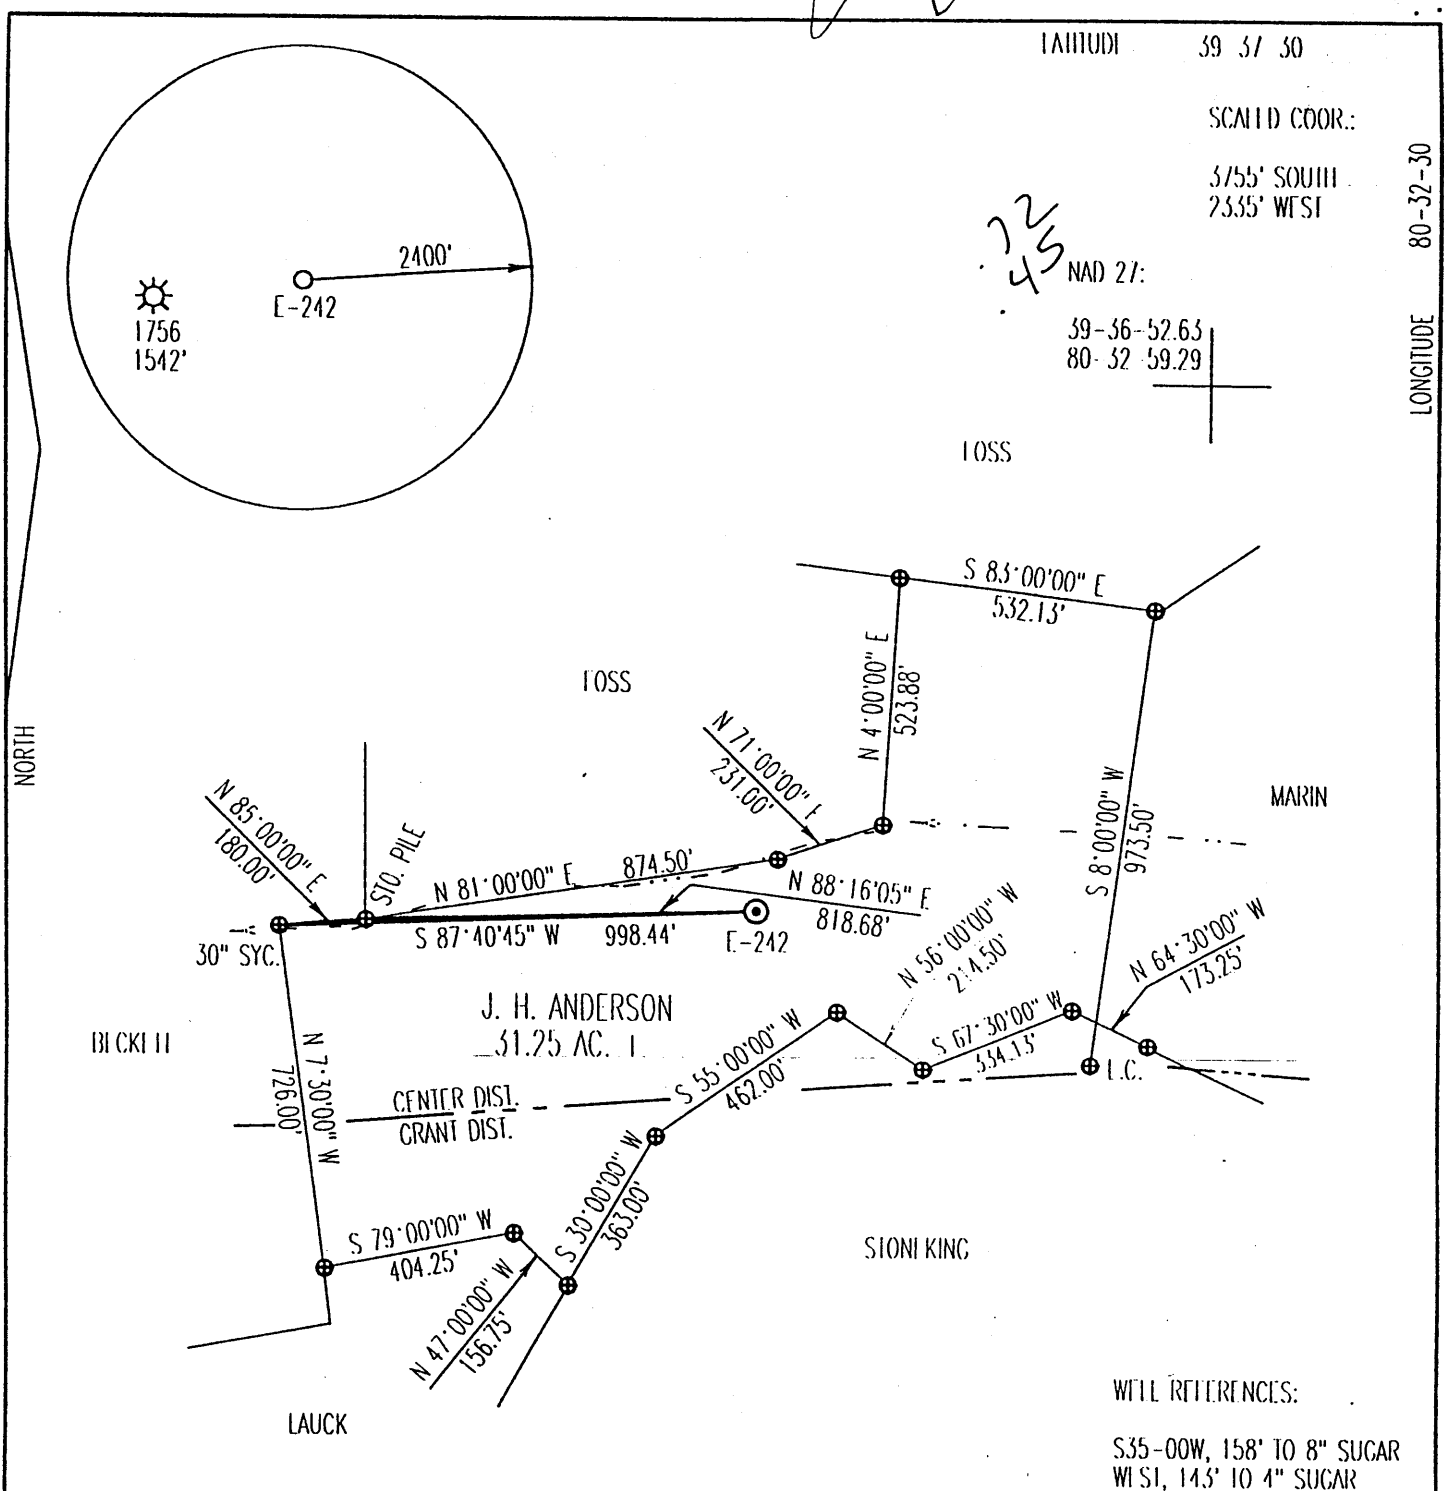 LATITUDE 39 37 30
SCALED COOR.:
3755' SOUTH
2335' WEST
LONGITUDE 80-32-30
.72
.45
NAD 27:
39-36-52.63
80-32-59.29
2400'
E-242
1756
1542'
NORTH
FOSS
FOSS
S 83°00'00" E
532.13'
N 4°00'00" E
523.88'
N 71°00'00" E
231.00'
MARIN
S 8°00'00" W
973.50'
N 85°00'00" E
180.00'
STO. PILE
N 81°00'00" E 874.50'
N 88°16'05" E
818.68'
30" SYC.
S 87°40'45" W 998.44'
E-242
N 56°00'00" W
214.50'
N 64°30'00" W
173.25'
J. H. ANDERSON
31.25 AC.
BECKETT
S 67°30'00" W
334.13'
L.C.
S 55°00'00" W
462.00'
N 7°30'00" W
726.00'
CENTER DIST.
GRANT DIST.
S 30°00'00" W
363.00'
S 79°00'00" W
404.25'
N 47°00'00" W
156.75'
STONEKING
LAUCK
WELL REFERENCES:
S35-00W, 158' TO 8" SUGAR
WEST, 143' TO 4" SUGAR